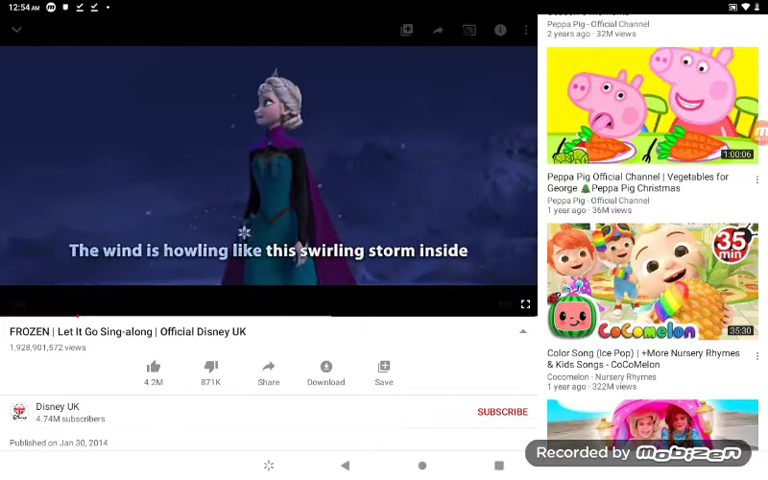 12:54 AM
The wind is howling like this swirling storm inside
FROZEN | Let It Go Sing-along | Official Disney UK
1,928,901,572 views
4.2M
871K
Share
Download
Save
Disney UK
4.74M subscribers
SUBSCRIBE
Published on Jan 30, 2014
Peppa Pig - Official Channel
2 years ago · 32M views
1:00:06
Peppa Pig Official Channel | Vegetables for
George 🎄Peppa Pig Christmas
Peppa Pig - Official Channel
1 year ago · 36M views
35
min
CoComelon
35:30
Color Song (Ice Pop) | +More Nursery Rhymes
& Kids Songs - CoCoMelon
Cocomelon - Nursery Rhymes
1 year ago · 322M views
Recorded by Mobizen